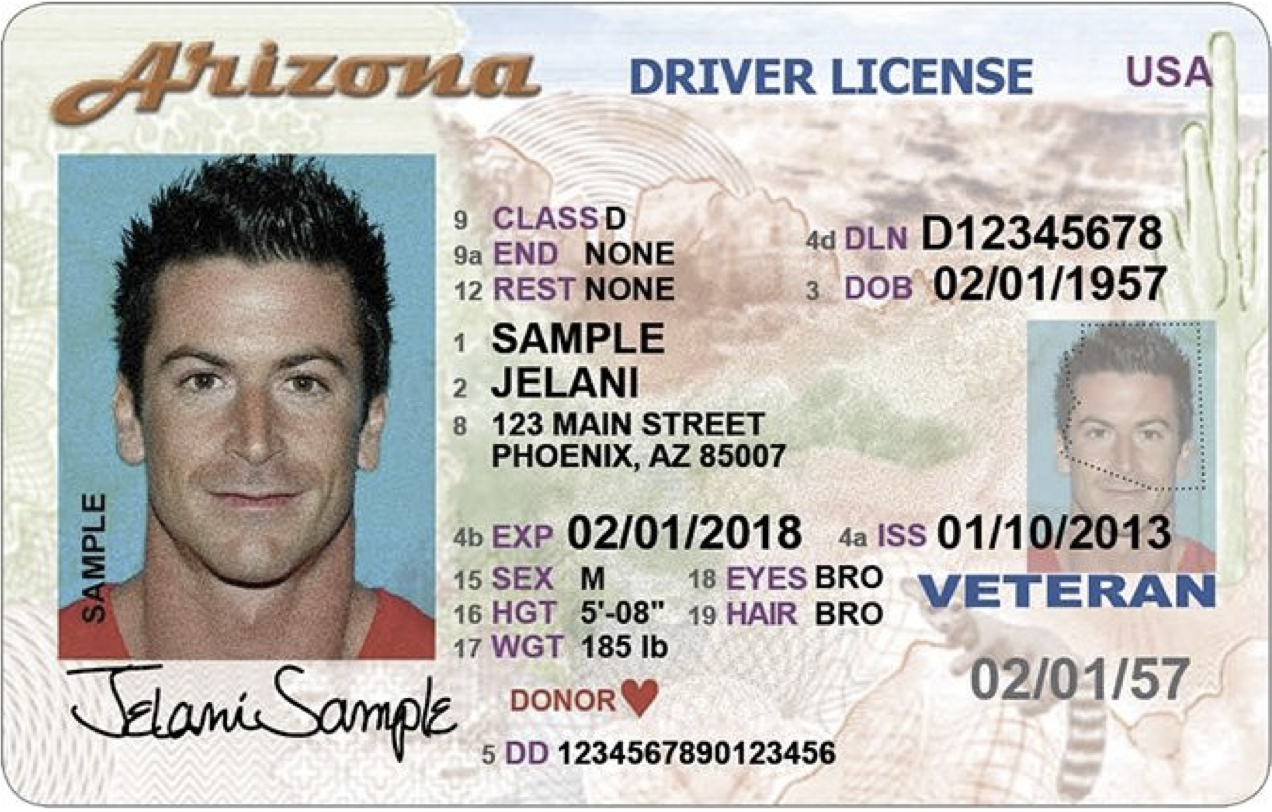 Arizona DRIVER LICENSE USA
9 CLASS D
9a END NONE
12 REST NONE
4d DLN D12345678
3 DOB 02/01/1957
1 SAMPLE
2 JELANI
8 123 MAIN STREET
PHOENIX, AZ 85007
4b EXP 02/01/2018 4a ISS 01/10/2013
15 SEX M 18 EYES BRO
16 HGT 5'-08" 19 HAIR BRO
17 WGT 185 lb
VETERAN
02/01/57
DONOR
5 DD 1234567890123456
SAMPLE
Jelani Sample